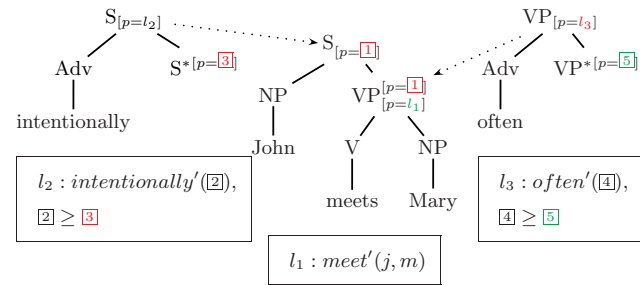 S[p=l₂]
Adv
S*[p=3]
intentionally
l₂ : intentionally′(2),
2 ≥ 3
S[p=1]
NP
VP[p=1][p=l₁]
John
V
NP
meets
Mary
l₁ : meet′(j, m)
VP[p=l₃]
Adv
VP*[p=5]
often
l₃ : often′(4),
4 ≥ 5